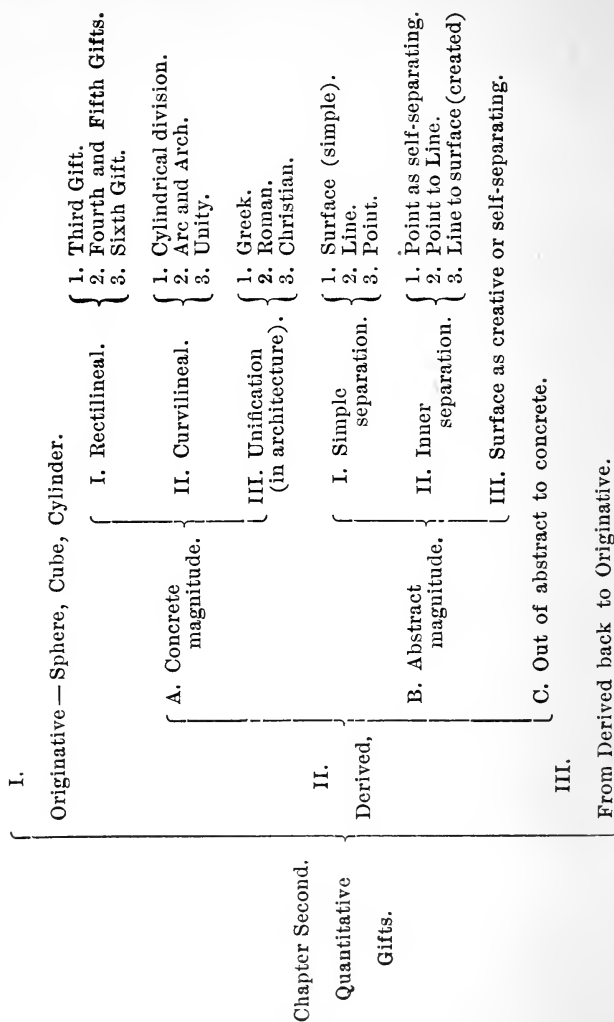 Chapter Second.
Quantitative
Gifts.
I.
Originative — Sphere, Cube, Cylinder.
II.
Derived,
A. Concrete
magnitude.
I. Rectilineal.
1. Third Gift.
2. Fourth and Fifth Gifts.
3. Sixth Gift.
II. Curvilineal.
1. Cylindrical division.
2. Arc and Arch.
3. Unity.
III. Unification
(in architecture).
1. Greek.
2. Roman.
3. Christian.
B. Abstract
magnitude.
I. Simple
separation.
1. Surface (simple).
2. Line.
3. Point.
II. Inner
separation.
1. Point as self-separating.
2. Point to Line.
3. Line to surface (created)
III. Surface as creative or self-separating.
C. Out of abstract to concrete.
III.
From Derived back to Originative.